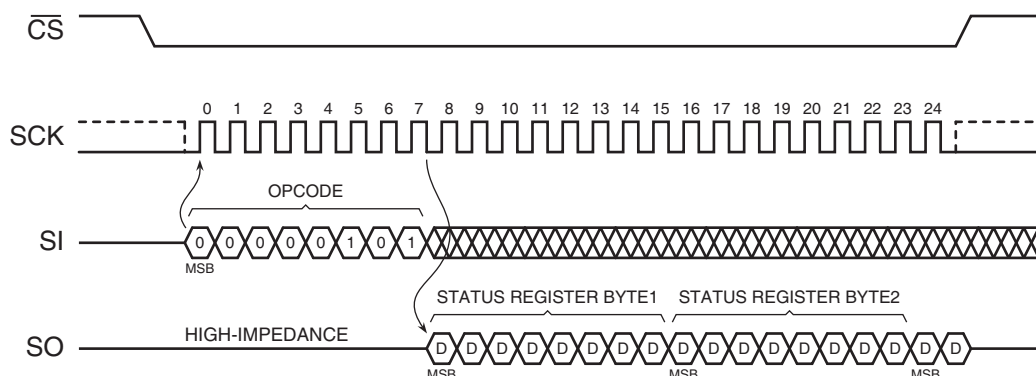 CS
0 1 2 3 4 5 6 7 8 9 10 11 12 13 14 15 16 17 18 19 20 21 22 23 24
SCK
OPCODE
SI 0 0 0 0 0 1 0 1
MSB
STATUS REGISTER BYTE1 STATUS REGISTER BYTE2
HIGH-IMPEDANCE
SO D D D D D D D D D D D D D D D D D D
MSB MSB MSB